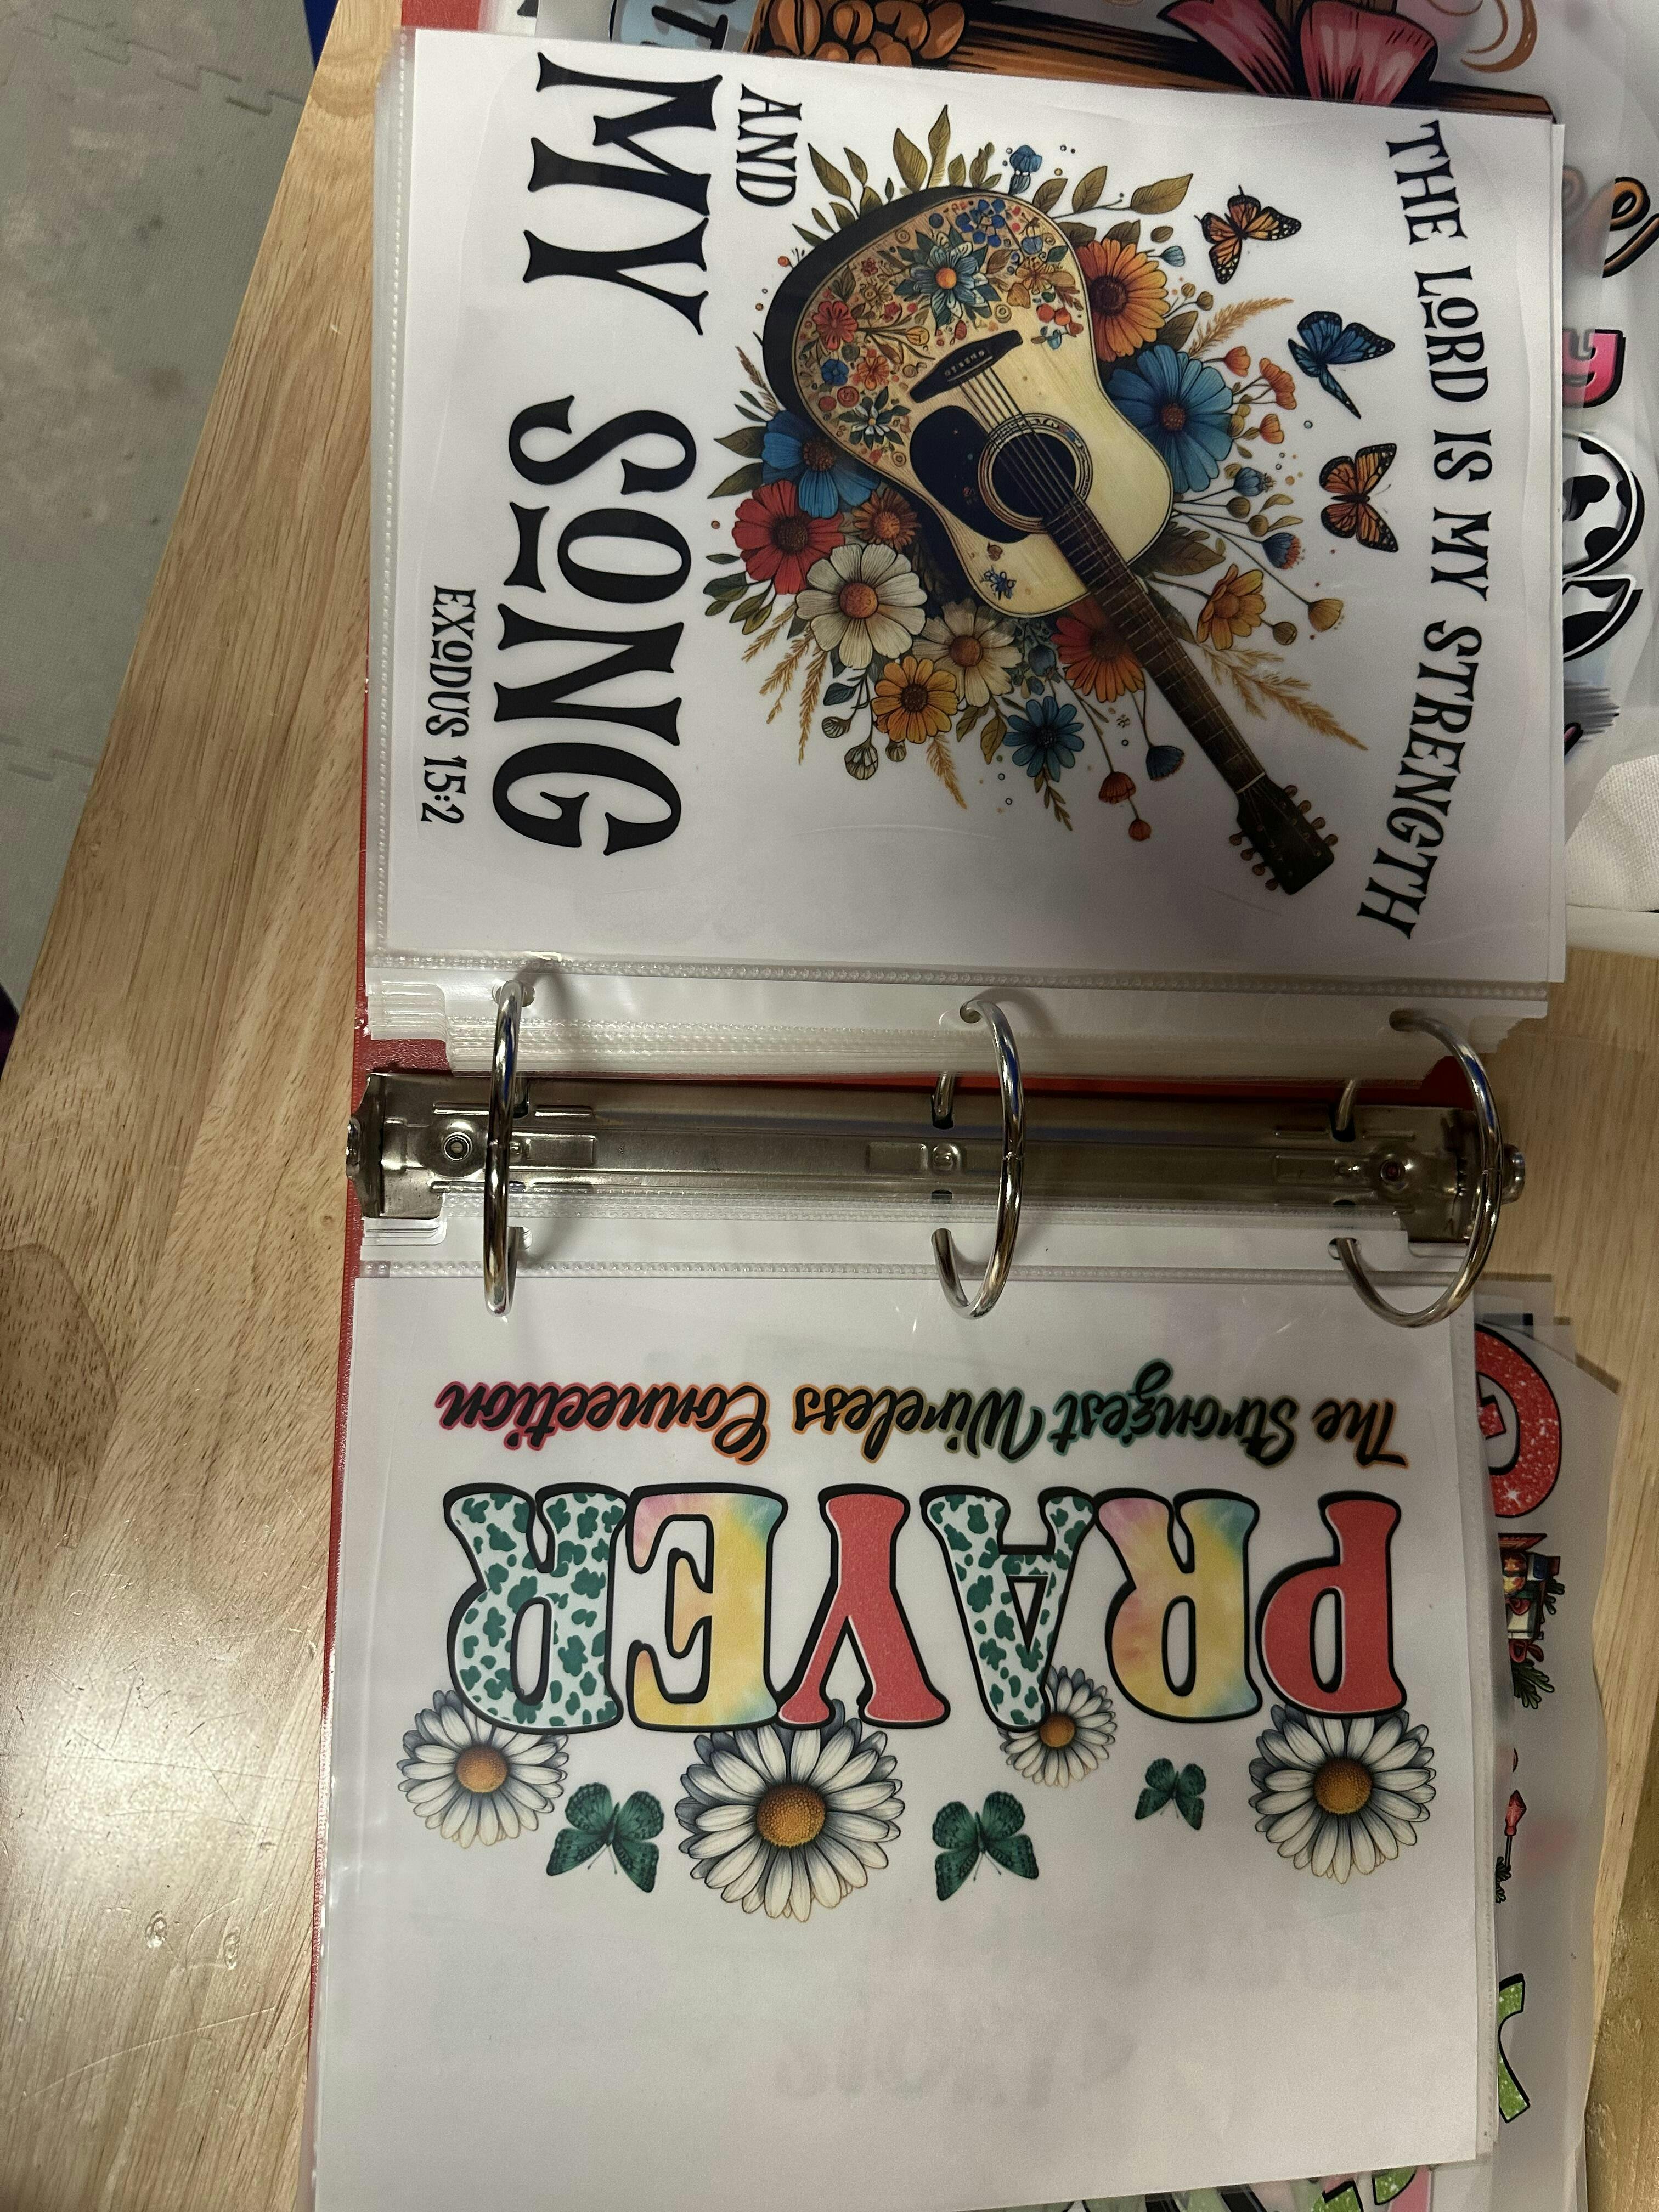 THE LORD IS MY STRENGTH
AND
MY SONG
EXODUS 15:2
PRAYER
The Strongest Wireless Connection